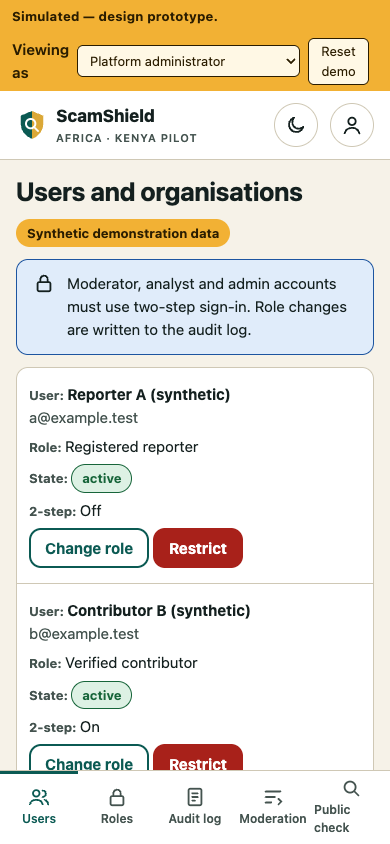 Simulated — design prototype.
Viewing as
Platform administrator
Reset demo
ScamShield
AFRICA · KENYA PILOT
Users and organisations
Synthetic demonstration data
Moderator, analyst and admin accounts
must use two-step sign-in. Role changes
are written to the audit log.
User: Reporter A (synthetic)
a@example.test
Role: Registered reporter
State: active
2-step: Off
Change role Restrict
User: Contributor B (synthetic)
b@example.test
Role: Verified contributor
State: active
2-step: On
Change role Restrict
Users Roles Audit log Moderation Public check